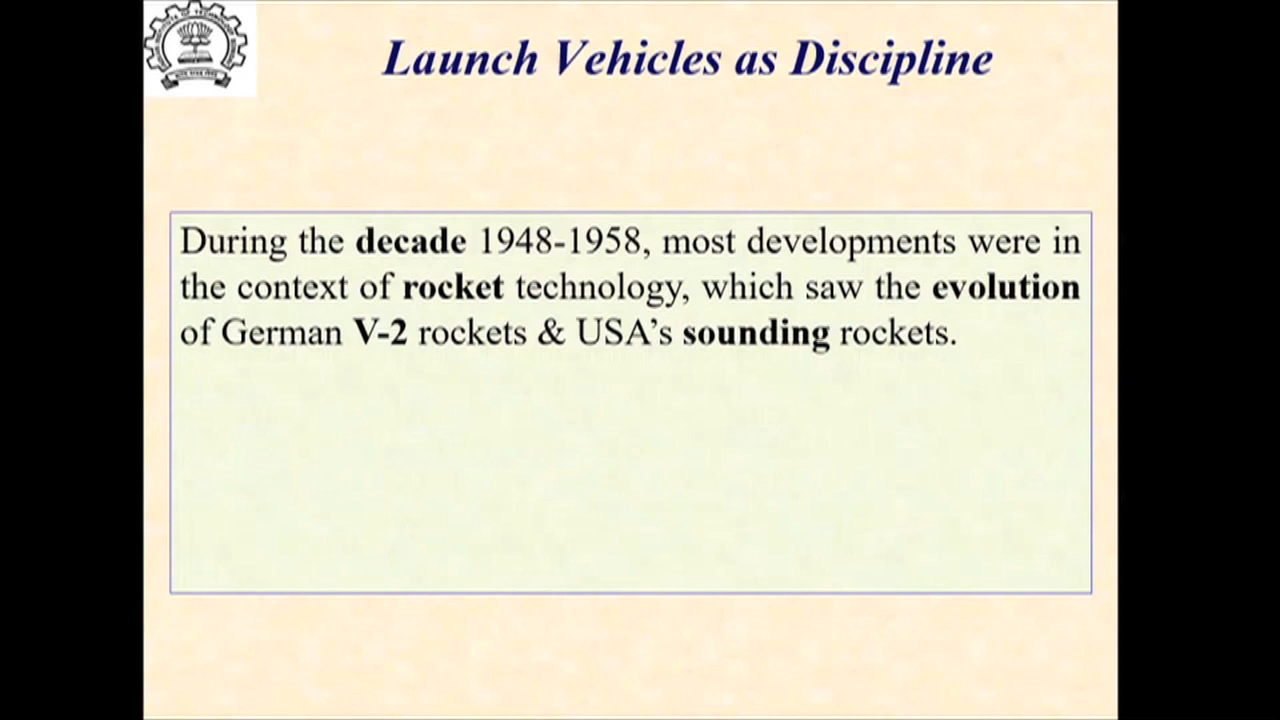 Launch Vehicles as Discipline
During the decade 1948-1958, most developments were in
the context of rocket technology, which saw the evolution
of German V-2 rockets & USA's sounding rockets.